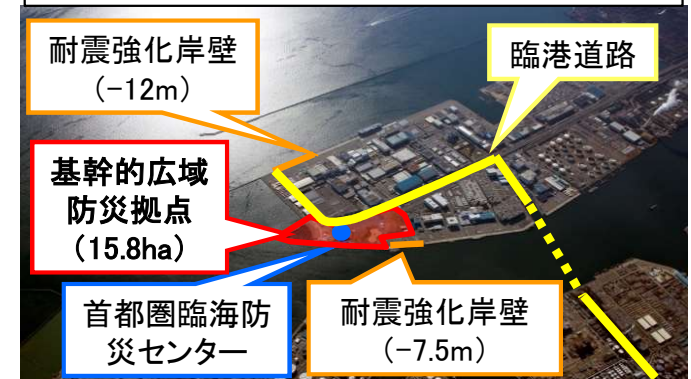 耐震強化岸壁
(-12m)
臨港道路
基幹的広域
防災拠点
(15.8ha)
首都圏臨海防
災センター
耐震強化岸壁
(-7.5m)